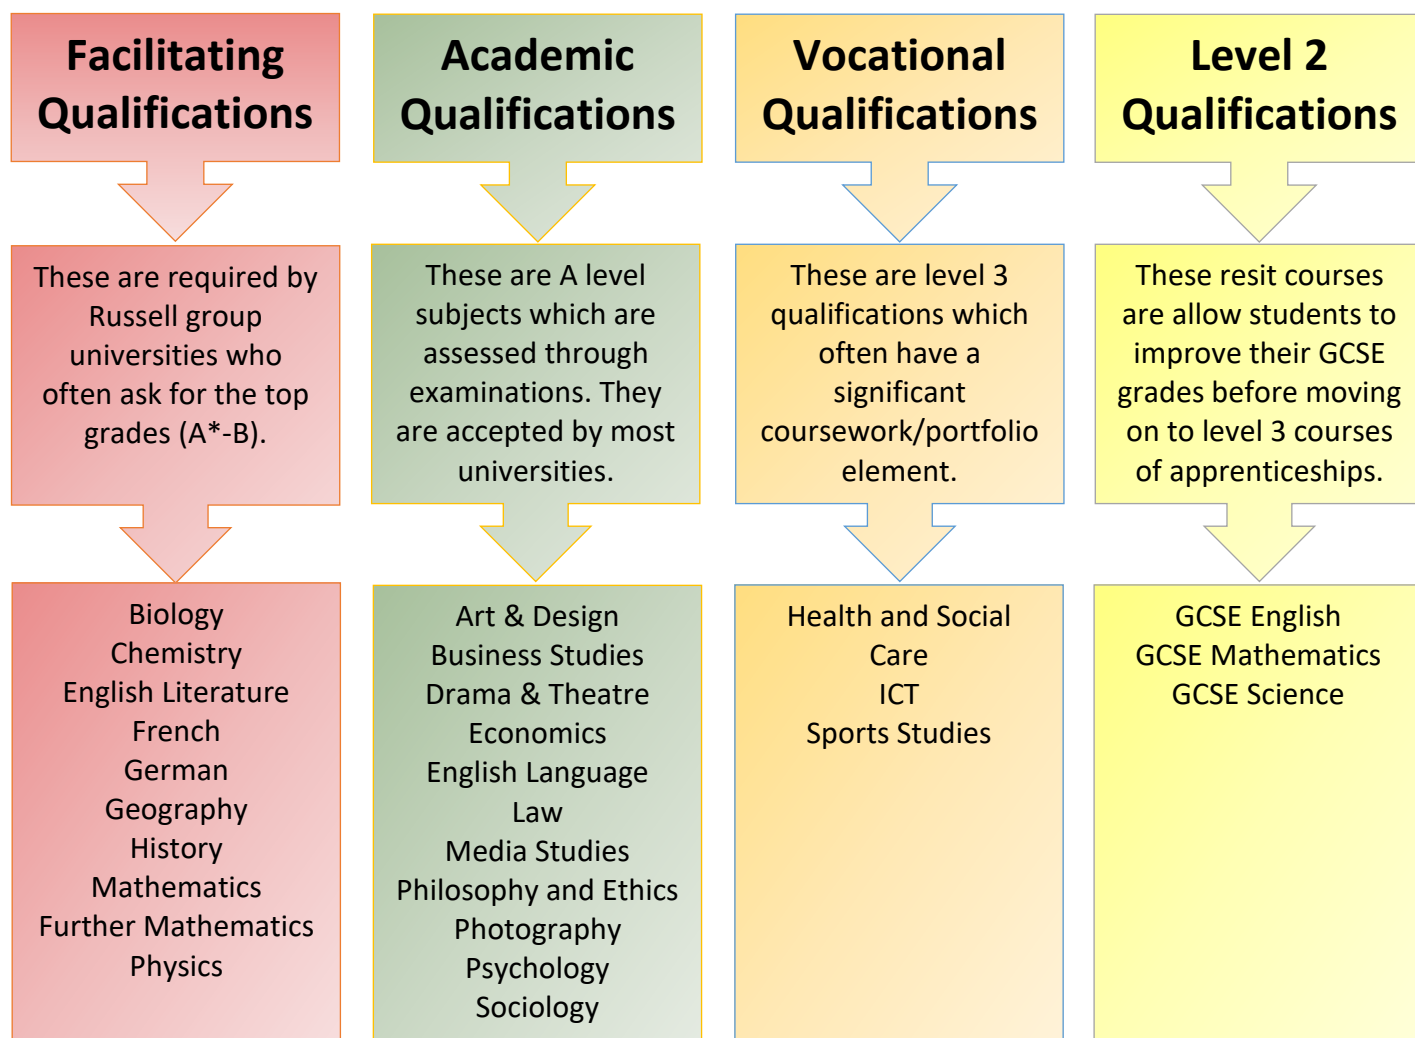 Facilitating
Qualifications
These are required by
Russell group
universities who
often ask for the top
grades (A*-B).
Biology
Chemistry
English Literature
French
German
Geography
History
Mathematics
Further Mathematics
Physics
Academic
Qualifications
These are A level
subjects which are
assessed through
examinations. They
are accepted by most
universities.
Art & Design
Business Studies
Drama & Theatre
Economics
English Language
Law
Media Studies
Philosophy and Ethics
Photography
Psychology
Sociology
Vocational
Qualifications
These are level 3
qualifications which
often have a
significant
coursework/portfolio
element.
Health and Social
Care
ICT
Sports Studies
Level 2
Qualifications
These resit courses
are allow students to
improve their GCSE
grades before moving
on to level 3 courses
of apprenticeships.
GCSE English
GCSE Mathematics
GCSE Science